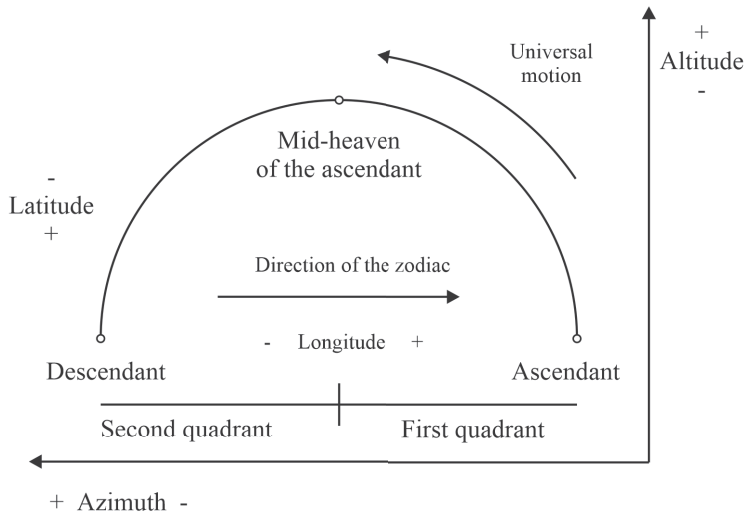 +
Altitude
-
Universal
motion
Mid-heaven
of the ascendant
-
Latitude
+
Direction of the zodiac
- Longitude +
Descendant
Ascendant
Second quadrant
First quadrant
+ Azimuth -